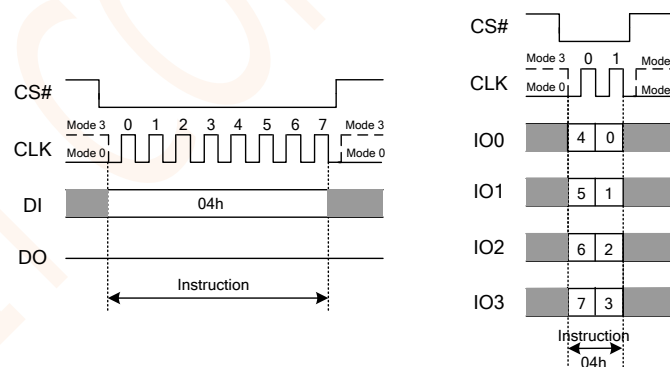 CS#
Mode 3 0 1 2 3 4 5 6 7 Mode 3
CLK
Mode 0 Mode 0
DI 04h
DO
Instruction
CS#
Mode 3 0 1 Mode
CLK
Mode 0 Mode
IO0 4 0
IO1 5 1
IO2 6 2
IO3 7 3
Instruction
04h